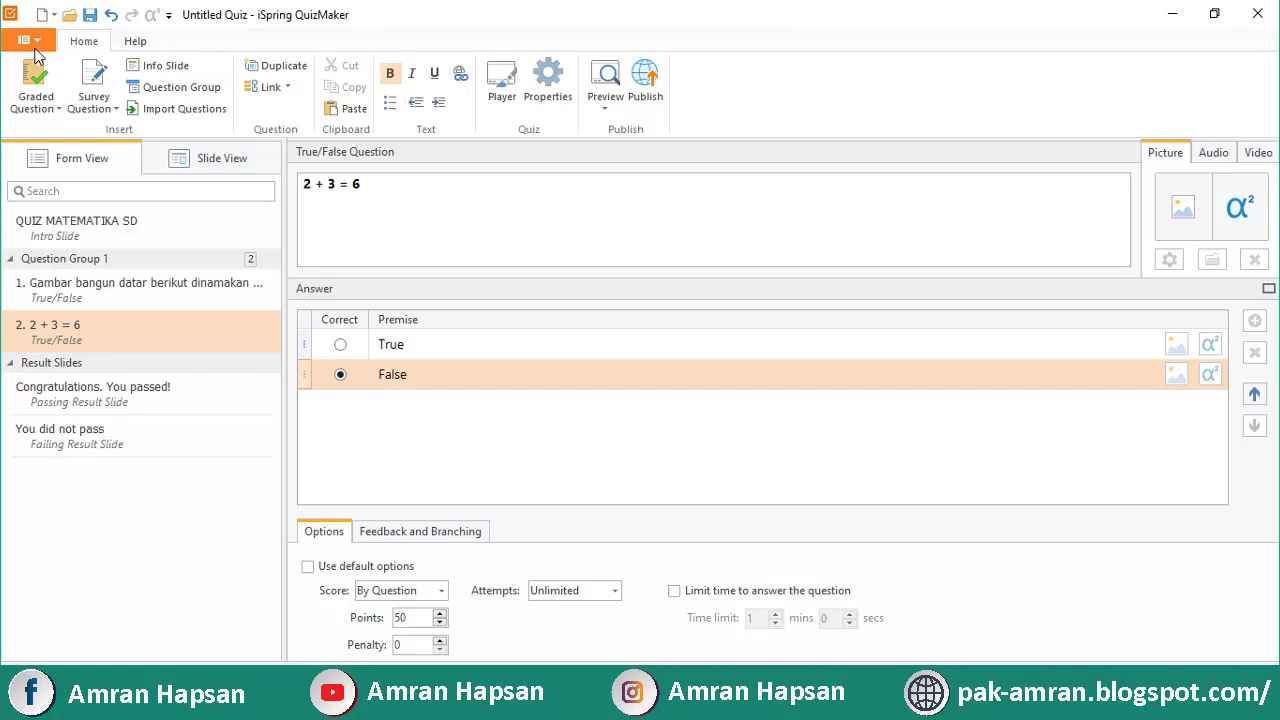 Untitled Quiz - iSpring QuizMaker
Home
Help
Graded Question
Survey Question
Info Slide
Question Group
Import Questions
Insert
Duplicate
Link
Question
Cut
Copy
Paste
Clipboard
B I U
Text
Player
Properties
Quiz
Preview
Publish
Publish
Form View
Slide View
Search
QUIZ MATEMATIKA SD
Intro Slide
Question Group 1
2
1. Gambar bangun datar berikut dinamakan ...
True/False
2. 2 + 3 = 6
True/False
Result Slides
Congratulations. You passed!
Passing Result Slide
You did not pass
Failing Result Slide
True/False Question
2 + 3 = 6
Picture
Audio
Video
α²
Answer
Correct
Premise
True
α²
False
α²
Options
Feedback and Branching
Use default options
Score: By Question
Attempts: Unlimited
Limit time to answer the question
Points: 50
Time limit: 1 mins 0 secs
Penalty: 0
Amran Hapsan
Amran Hapsan
Amran Hapsan
pak-amran.blogspot.com/